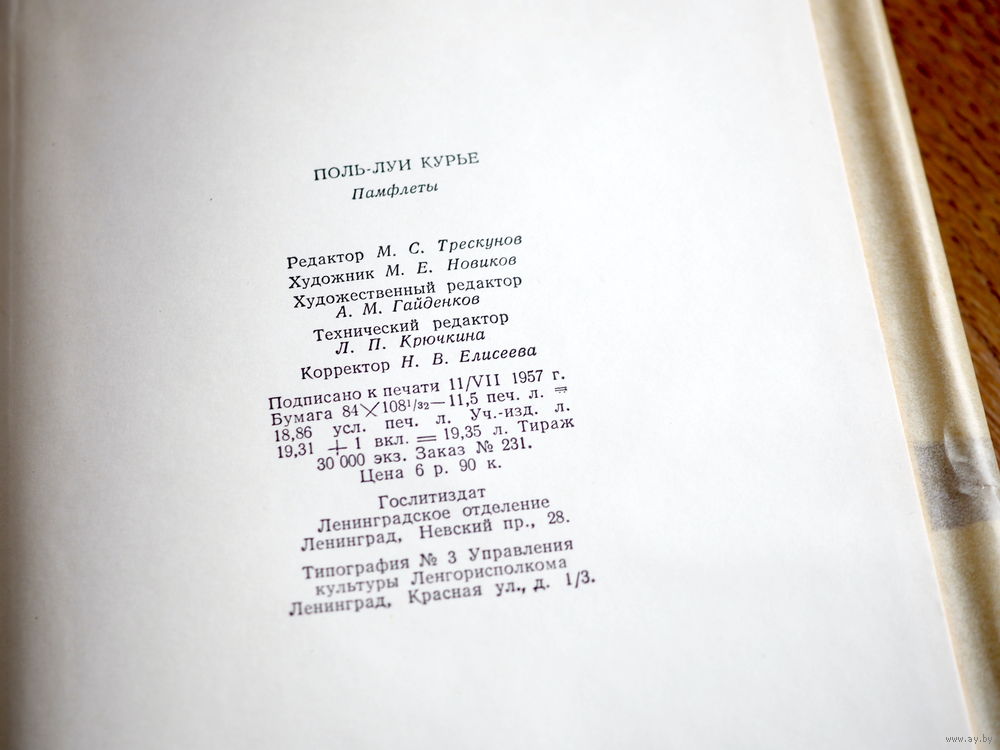 ПОЛЬ-ЛУИ КУРЬЕ
Памфлеты
Редактор М. С. Трескунов
Художник М. Е. Новиков
Художественный редактор
А. М. Гайденков
Технический редактор
Л. П. Крючкина
Корректор Н. В. Елисеева
Подписано к печати 11/VII 1957 г.
Бумага 84×108¹/₃₂—11,5 печ. л. =
18,86 усл. печ. л. Уч.-изд. л.
19,31 + 1 вкл. = 19,35 л. Тираж
30 000 экз. Заказ № 231.
Цена 6 р. 90 к.
Гослитиздат
Ленинградское отделение
Ленинград, Невский пр., 28.
Типография № 3 Управления
культуры Ленгорисполкома
Ленинград, Красная ул., д. 1/3.
www.ay.by